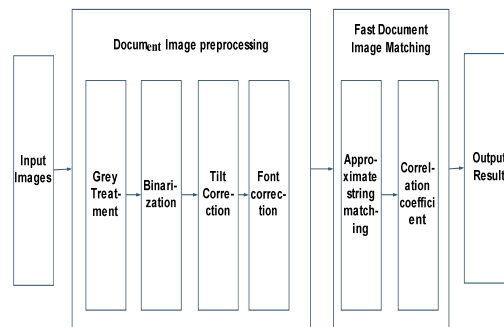 Document Image preprocessing
Fast Document
Image Matching
Input
Images
Grey
Treat-
ment
Binari-
zation
Tilt
Corre-
ction
Font
correc-
tion
Appro-
ximate
string
match-
ing
Correl-
ation
coeffici
ent
Output
Result